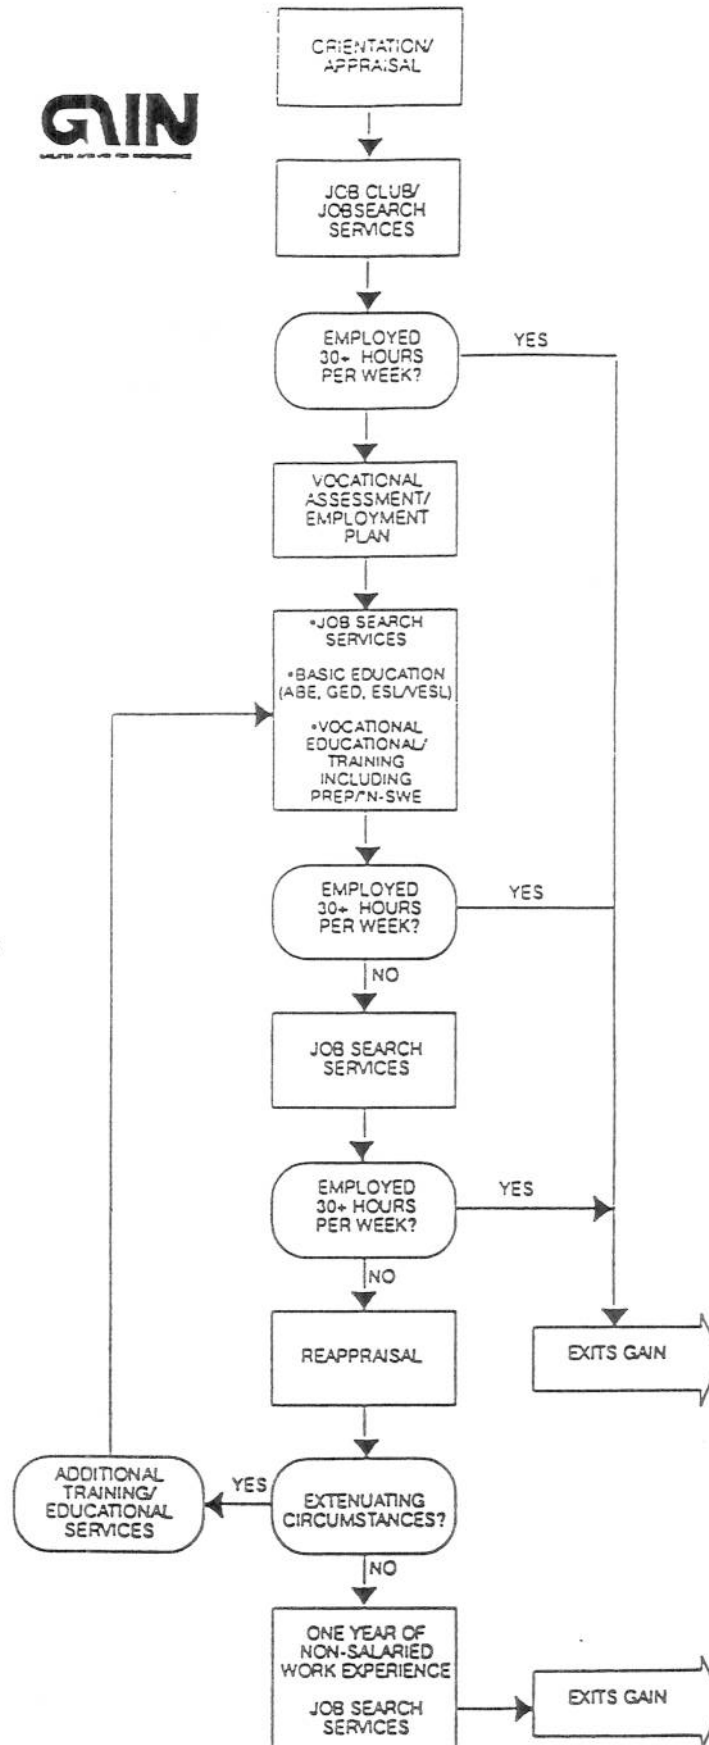 ORIENTATION/
APPRAISAL
GAIN
JOB CLUB/
JOBSEARCH
SERVICES
EMPLOYED
30+ HOURS
PER WEEK?
YES
VOCATIONAL
ASSESSMENT/
EMPLOYMENT
PLAN
•JOB SEARCH
SERVICES
•BASIC EDUCATION
(ABE, GED, ESL/VESL)
•VOCATIONAL
EDUCATIONAL/
TRAINING
INCLUDING
PREP/*N-SWE
EMPLOYED
30+ HOURS
PER WEEK?
YES
NO
JOB SEARCH
SERVICES
EMPLOYED
30+ HOURS
PER WEEK?
YES
NO
REAPPRAISAL
EXITS GAIN
ADDITIONAL
TRAINING/
EDUCATIONAL
SERVICES
YES
EXTENUATING
CIRCUMSTANCES?
NO
ONE YEAR OF
NON-SALARIED
WORK EXPERIENCE
JOB SEARCH
SERVICES
EXITS GAIN